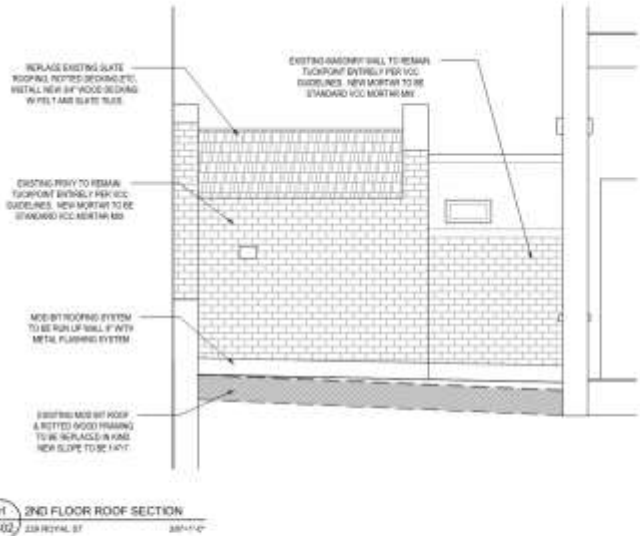 REPLACE EXISTING SLATE
ROOFING, ROTTED DECKING, ETC.
INSTALL NEW 3/4" WOOD DECKING
W/ FELT AND SLATE TILES.
EXISTING MASONRY WALL TO REMAIN
TUCKPOINT ENTIRELY PER VCC
GUIDELINES. NEW MORTAR TO BE
STANDARD VCC MORTAR MIX
EXISTING PRIVY TO REMAIN
TUCKPOINT ENTIRELY PER VCC
GUIDELINES. NEW MORTAR TO BE
STANDARD VCC MORTAR MIX
MOD BIT ROOFING SYSTEM
TO BE RUN UP WALL 8" WITH
METAL FLASHING SYSTEM
EXISTING MOD BIT ROOF
& ROTTED WOOD FRAMING
TO BE REPLACED IN KIND
NEW SLOPE TO BE 1/4":1'
2ND FLOOR ROOF SECTION
ROYAL ST